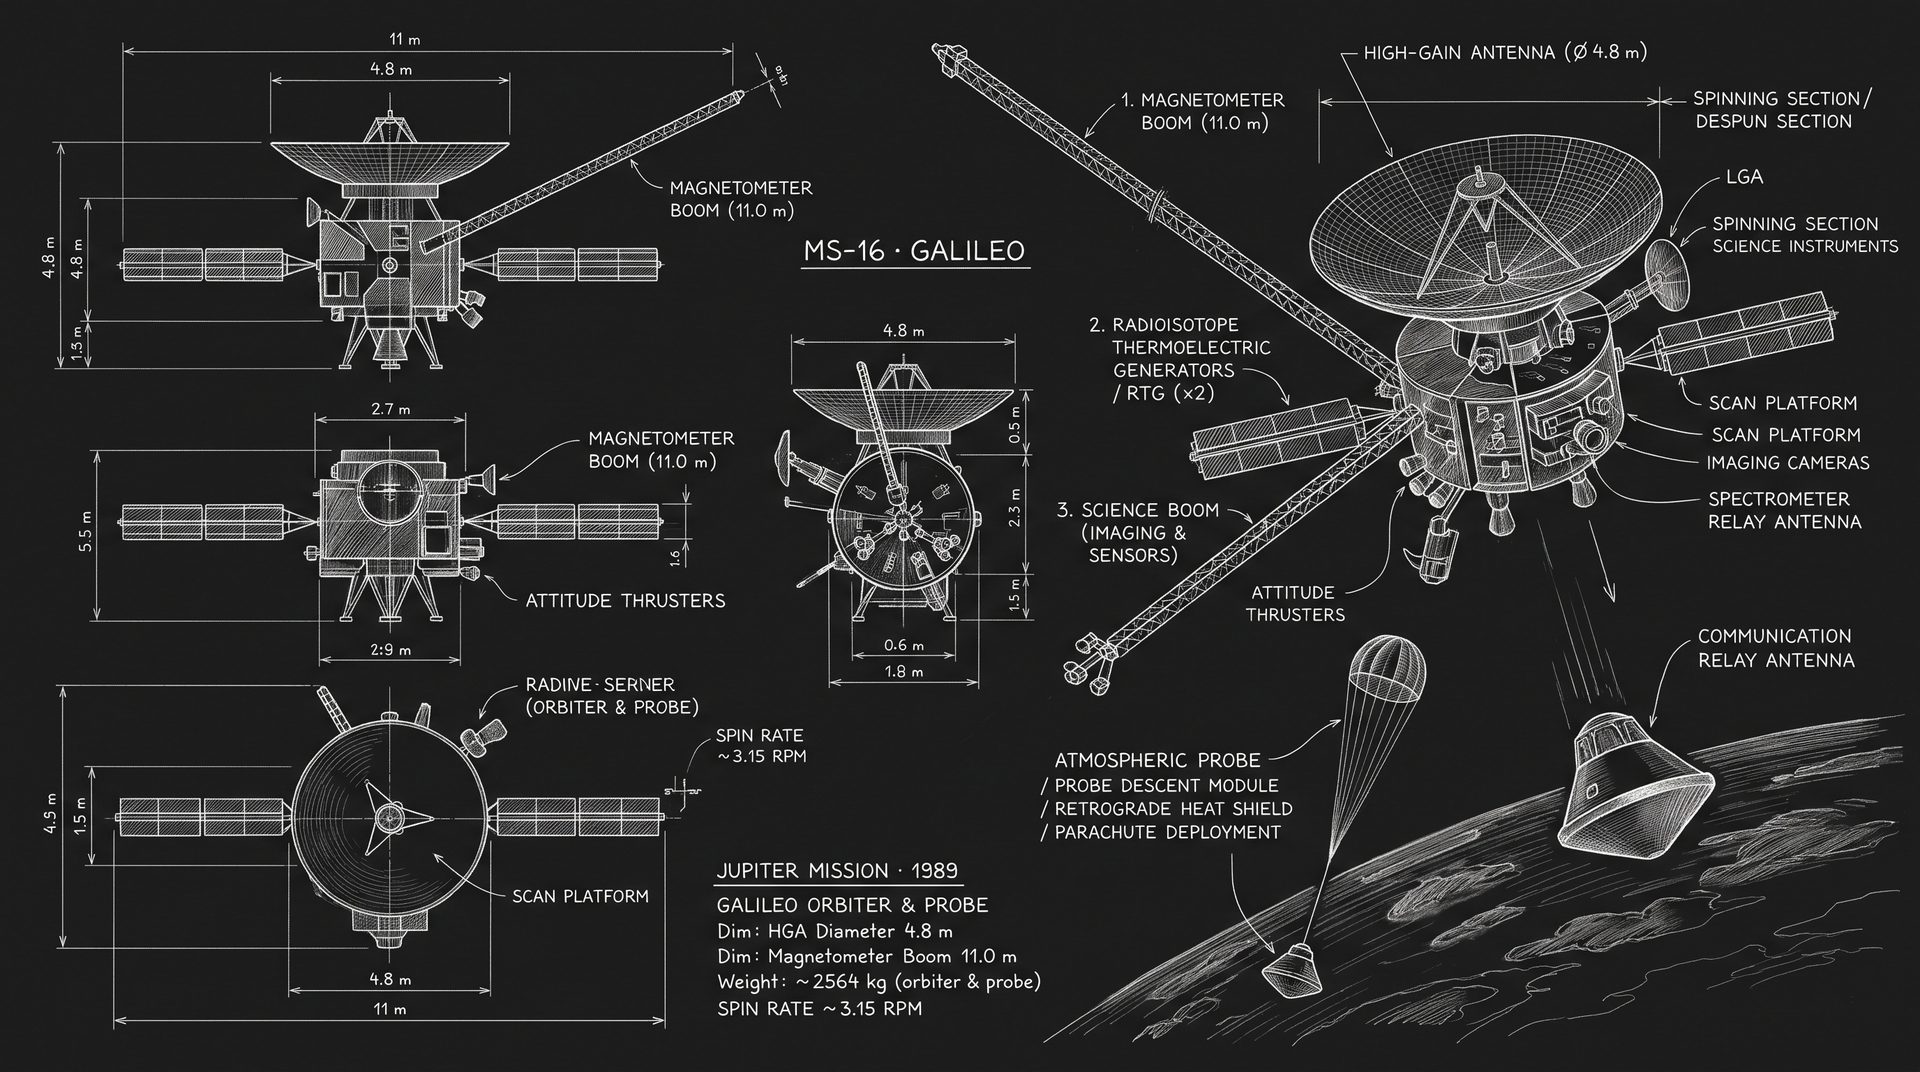 11 m
4.8 m
MAGNETOMETER
BOOM (11.0 m)
4.8 m
4.8 m
1.3 m
MS-16 · GALILEO
2.7 m
MAGNETOMETER
BOOM (11.0 m)
5.5 m
1.6
ATTITUDE THRUSTERS
2:9 m
4.8 m
0.5 m
2.3 m
1.5 m
0.6 m
1.8 m
RADINE-SERNER
(ORBITER & PROBE)
SPIN RATE
~3.15 RPM
4.5 m
1.5 m
SCAN PLATFORM
4.8 m
11 m
JUPITER MISSION · 1989
GALILEO ORBITER & PROBE
Dim: HGA Diameter 4.8 m
Dim: Magnetometer Boom 11.0 m
Weight: ~2564 kg (orbiter & probe)
SPIN RATE ~3.15 RPM
HIGH-GAIN ANTENNA (Ø 4.8 m)
1. MAGNETOMETER
BOOM (11.0 m)
SPINNING SECTION/
DESPUN SECTION
LGA
SPINNING SECTION
SCIENCE INSTRUMENTS
2. RADIOISOTOPE
THERMOELECTRIC
GENERATORS
/ RTG (×2)
SCAN PLATFORM
SCAN PLATFORM
IMAGING CAMERAS
SPECTROMETER
RELAY ANTENNA
3. SCIENCE BOOM
(IMAGING &
SENSORS)
ATTITUDE
THRUSTERS
COMMUNICATION
RELAY ANTENNA
ATMOSPHERIC PROBE
/ PROBE DESCENT MODULE
/ RETROGRADE HEAT SHIELD
/ PARACHUTE DEPLOYMENT